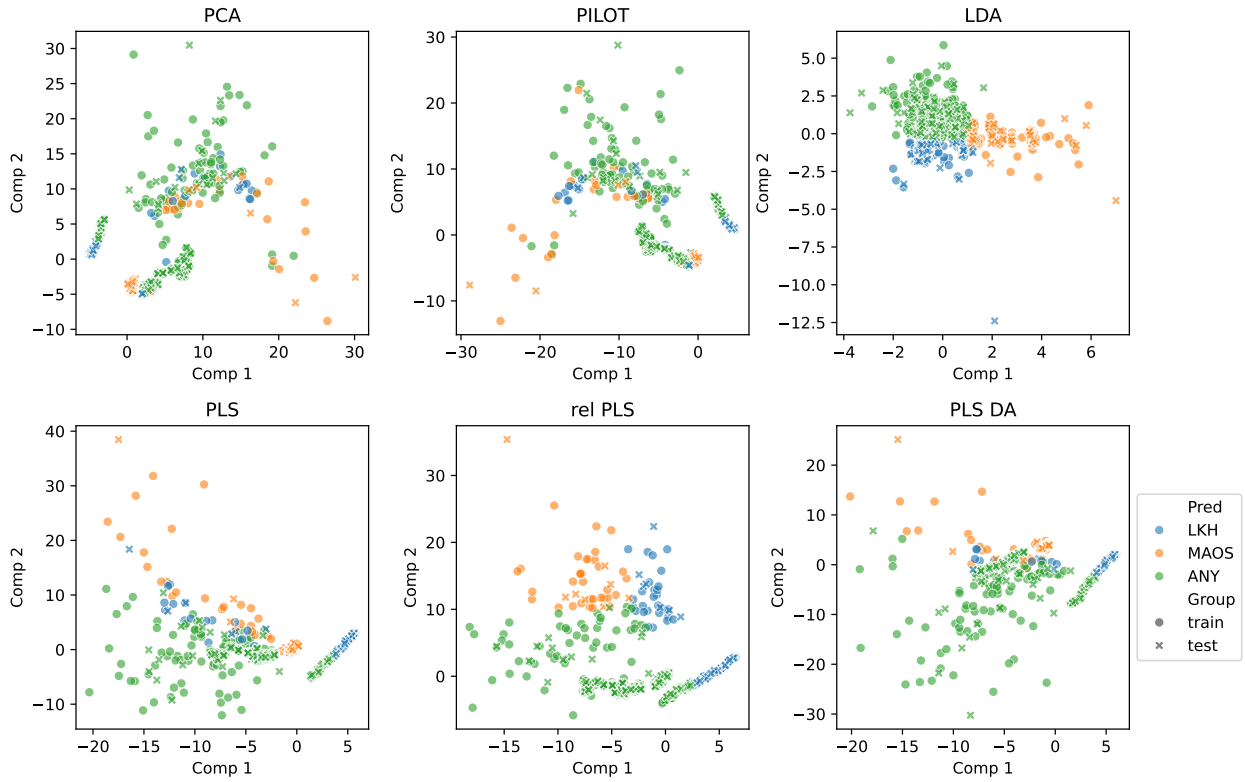 PCA
PILOT
LDA
30
25
20
15
10
5
0
−5
−10
Comp 2
0
10
20
30
Comp 1
30
20
10
0
−10
Comp 2
−30
−20
−10
0
Comp 1
5.0
2.5
0.0
−2.5
−5.0
−7.5
−10.0
−12.5
Comp 2
−4
−2
0
2
4
6
Comp 1
PLS
rel PLS
PLS DA
40
30
20
10
0
−10
Comp 2
−20
−15
−10
−5
0
5
Comp 1
30
20
10
0
Comp 2
−15
−10
−5
0
5
Comp 1
20
10
0
−10
−20
−30
Comp 2
−20
−15
−10
−5
0
5
Comp 1
Pred
LKH
MAOS
ANY
Group
train
test